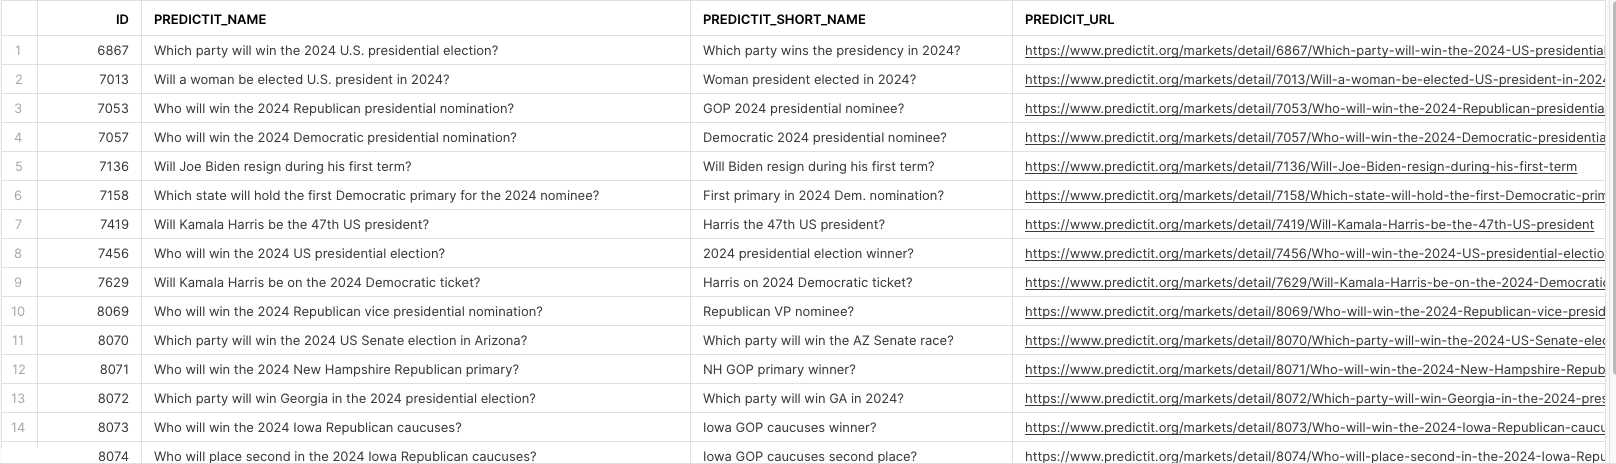 ID PREDICTIT_NAME PREDICTIT_SHORT_NAME PREDICIT_URL
1 6867 Which party will win the 2024 U.S. presidential election? Which party wins the presidency in 2024? https://www.predictit.org/markets/detail/6867/Which-party-will-win-the-2024-US-presidential
2 7013 Will a woman be elected U.S. president in 2024? Woman president elected in 2024? https://www.predictit.org/markets/detail/7013/Will-a-woman-be-elected-US-president-in-2024
3 7053 Who will win the 2024 Republican presidential nomination? GOP 2024 presidential nominee? https://www.predictit.org/markets/detail/7053/Who-will-win-the-2024-Republican-presidentia
4 7057 Who will win the 2024 Democratic presidential nomination? Democratic 2024 presidential nominee? https://www.predictit.org/markets/detail/7057/Who-will-win-the-2024-Democratic-presidentia
5 7136 Will Joe Biden resign during his first term? Will Biden resign during his first term? https://www.predictit.org/markets/detail/7136/Will-Joe-Biden-resign-during-his-first-term
6 7158 Which state will hold the first Democratic primary for the 2024 nominee? First primary in 2024 Dem. nomination? https://www.predictit.org/markets/detail/7158/Which-state-will-hold-the-first-Democratic-prim
7 7419 Will Kamala Harris be the 47th US president? Harris the 47th US president? https://www.predictit.org/markets/detail/7419/Will-Kamala-Harris-be-the-47th-US-president
8 7456 Who will win the 2024 US presidential election? 2024 presidential election winner? https://www.predictit.org/markets/detail/7456/Who-will-win-the-2024-US-presidential-electio
9 7629 Will Kamala Harris be on the 2024 Democratic ticket? Harris on 2024 Democratic ticket? https://www.predictit.org/markets/detail/7629/Will-Kamala-Harris-be-on-the-2024-Democratic
10 8069 Who will win the 2024 Republican vice presidential nomination? Republican VP nominee? https://www.predictit.org/markets/detail/8069/Who-will-win-the-2024-Republican-vice-presid
11 8070 Which party will win the 2024 US Senate election in Arizona? Which party will win the AZ Senate race? https://www.predictit.org/markets/detail/8070/Which-party-will-win-the-2024-US-Senate-elec
12 8071 Who will win the 2024 New Hampshire Republican primary? NH GOP primary winner? https://www.predictit.org/markets/detail/8071/Who-will-win-the-2024-New-Hampshire-Repub
13 8072 Which party will win Georgia in the 2024 presidential election? Which party will win GA in 2024? https://www.predictit.org/markets/detail/8072/Which-party-will-win-Georgia-in-the-2024-pres
14 8073 Who will win the 2024 Iowa Republican caucuses? Iowa GOP caucuses winner? https://www.predictit.org/markets/detail/8073/Who-will-win-the-2024-Iowa-Republican-caucu
8074 Who will place second in the 2024 Iowa Republican caucuses? Iowa GOP caucuses second place? https://www.predictit.org/markets/detail/8074/Who-will-place-second-in-the-2024-Iowa-Repu